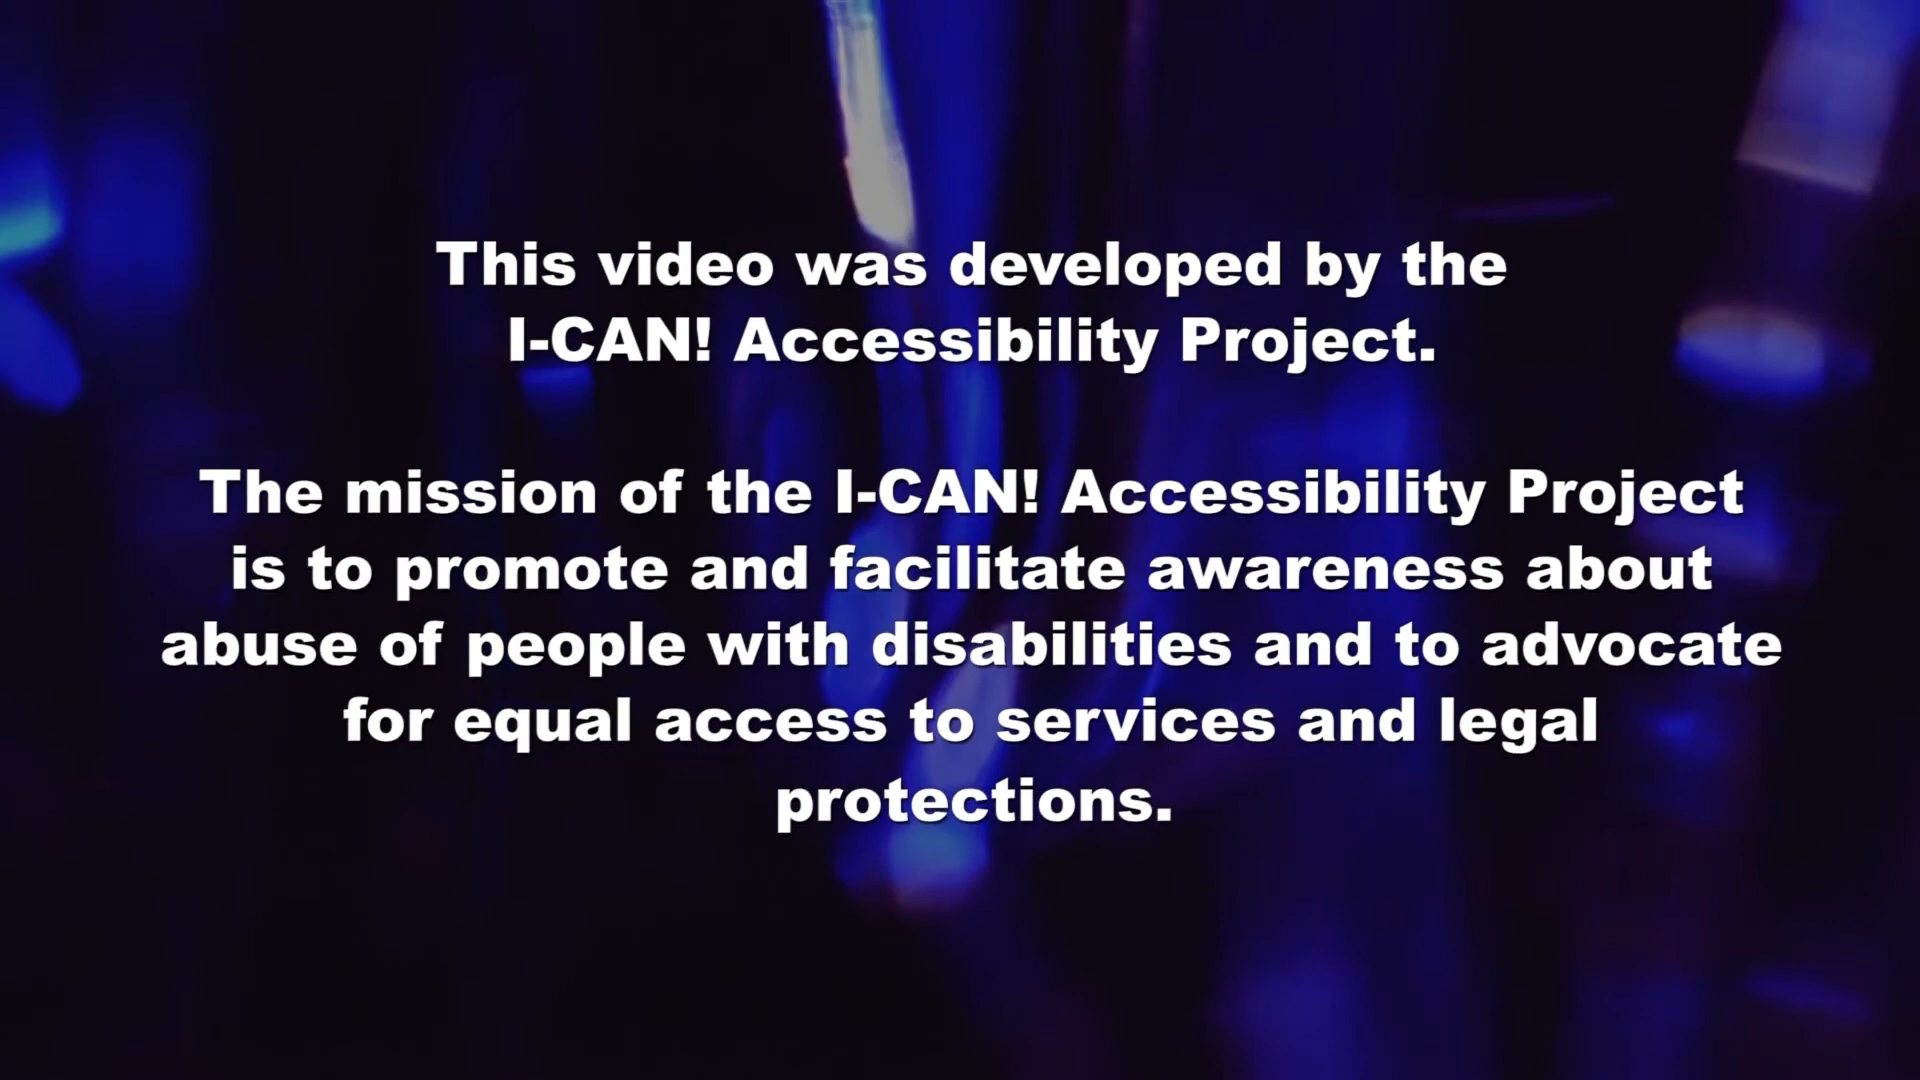 This video was developed by the
I-CAN! Accessibility Project.
The mission of the I-CAN! Accessibility Project
is to promote and facilitate awareness about
abuse of people with disabilities and to advocate
for equal access to services and legal
protections.